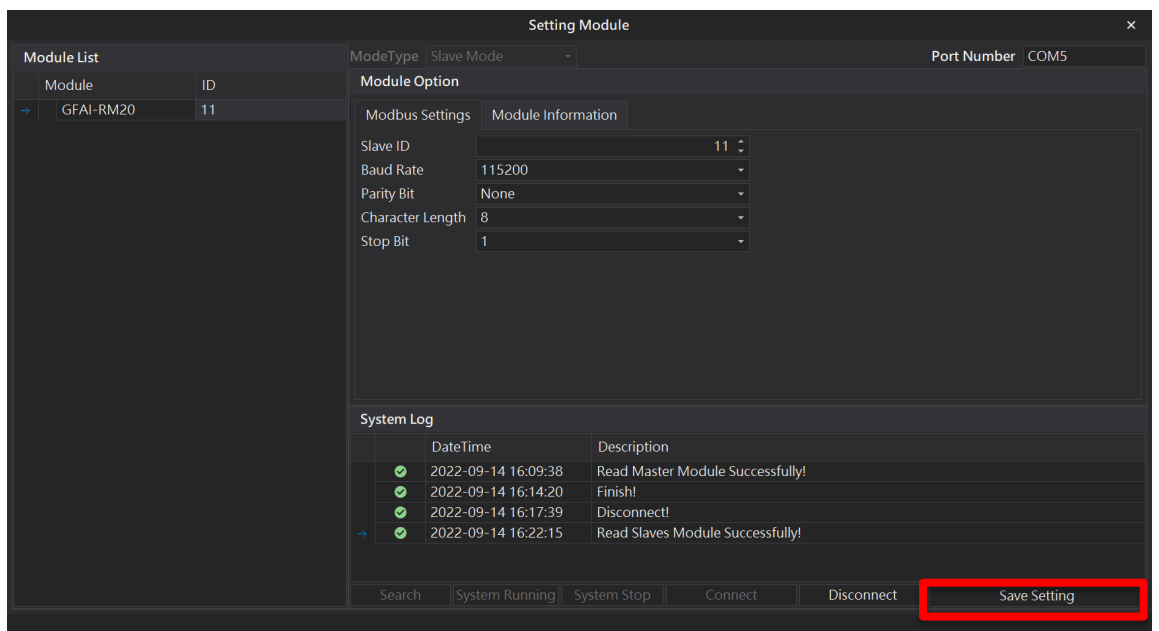 Setting Module ×
Module List
Module ID
GFAI-RM20 11
ModeType Slave Mode Port Number COM5
Module Option
Modbus Settings Module Information
Slave ID 11
Baud Rate 115200
Parity Bit None
Character Length 8
Stop Bit 1
System Log
DateTime Description
2022-09-14 16:09:38 Read Master Module Successfully!
2022-09-14 16:14:20 Finish!
2022-09-14 16:17:39 Disconnect!
2022-09-14 16:22:15 Read Slaves Module Successfully!
Search System Running System Stop Connect Disconnect Save Setting